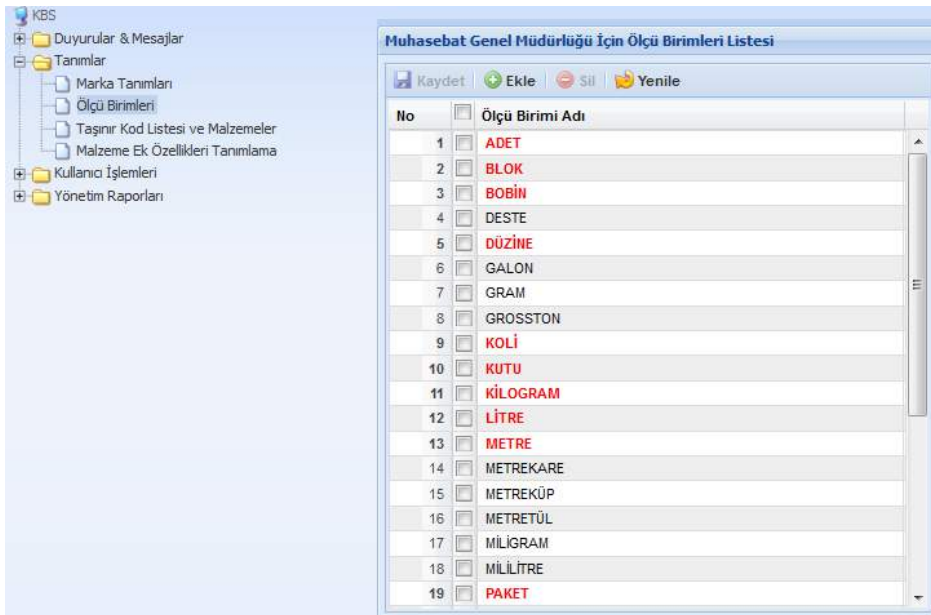 KBS
Duyurular & Mesajlar
Tanımlar
Marka Tanımları
Ölçü Birimleri
Taşınır Kod Listesi ve Malzemeler
Malzeme Ek Özellikleri Tanımlama
Kullanıcı İşlemleri
Yönetim Raporları
Muhasebat Genel Müdürlüğü İçin Ölçü Birimleri Listesi
Kaydet Ekle Sil Yenile
No Ölçü Birimi Adı
1 ADET
2 BLOK
3 BOBİN
4 DESTE
5 DÜZİNE
6 GALON
7 GRAM
8 GROSSTON
9 KOLİ
10 KUTU
11 KİLOGRAM
12 LİTRE
13 METRE
14 METREKARE
15 METREKÜP
16 METRETÜL
17 MİLİGRAM
18 MİLİLİTRE
19 PAKET